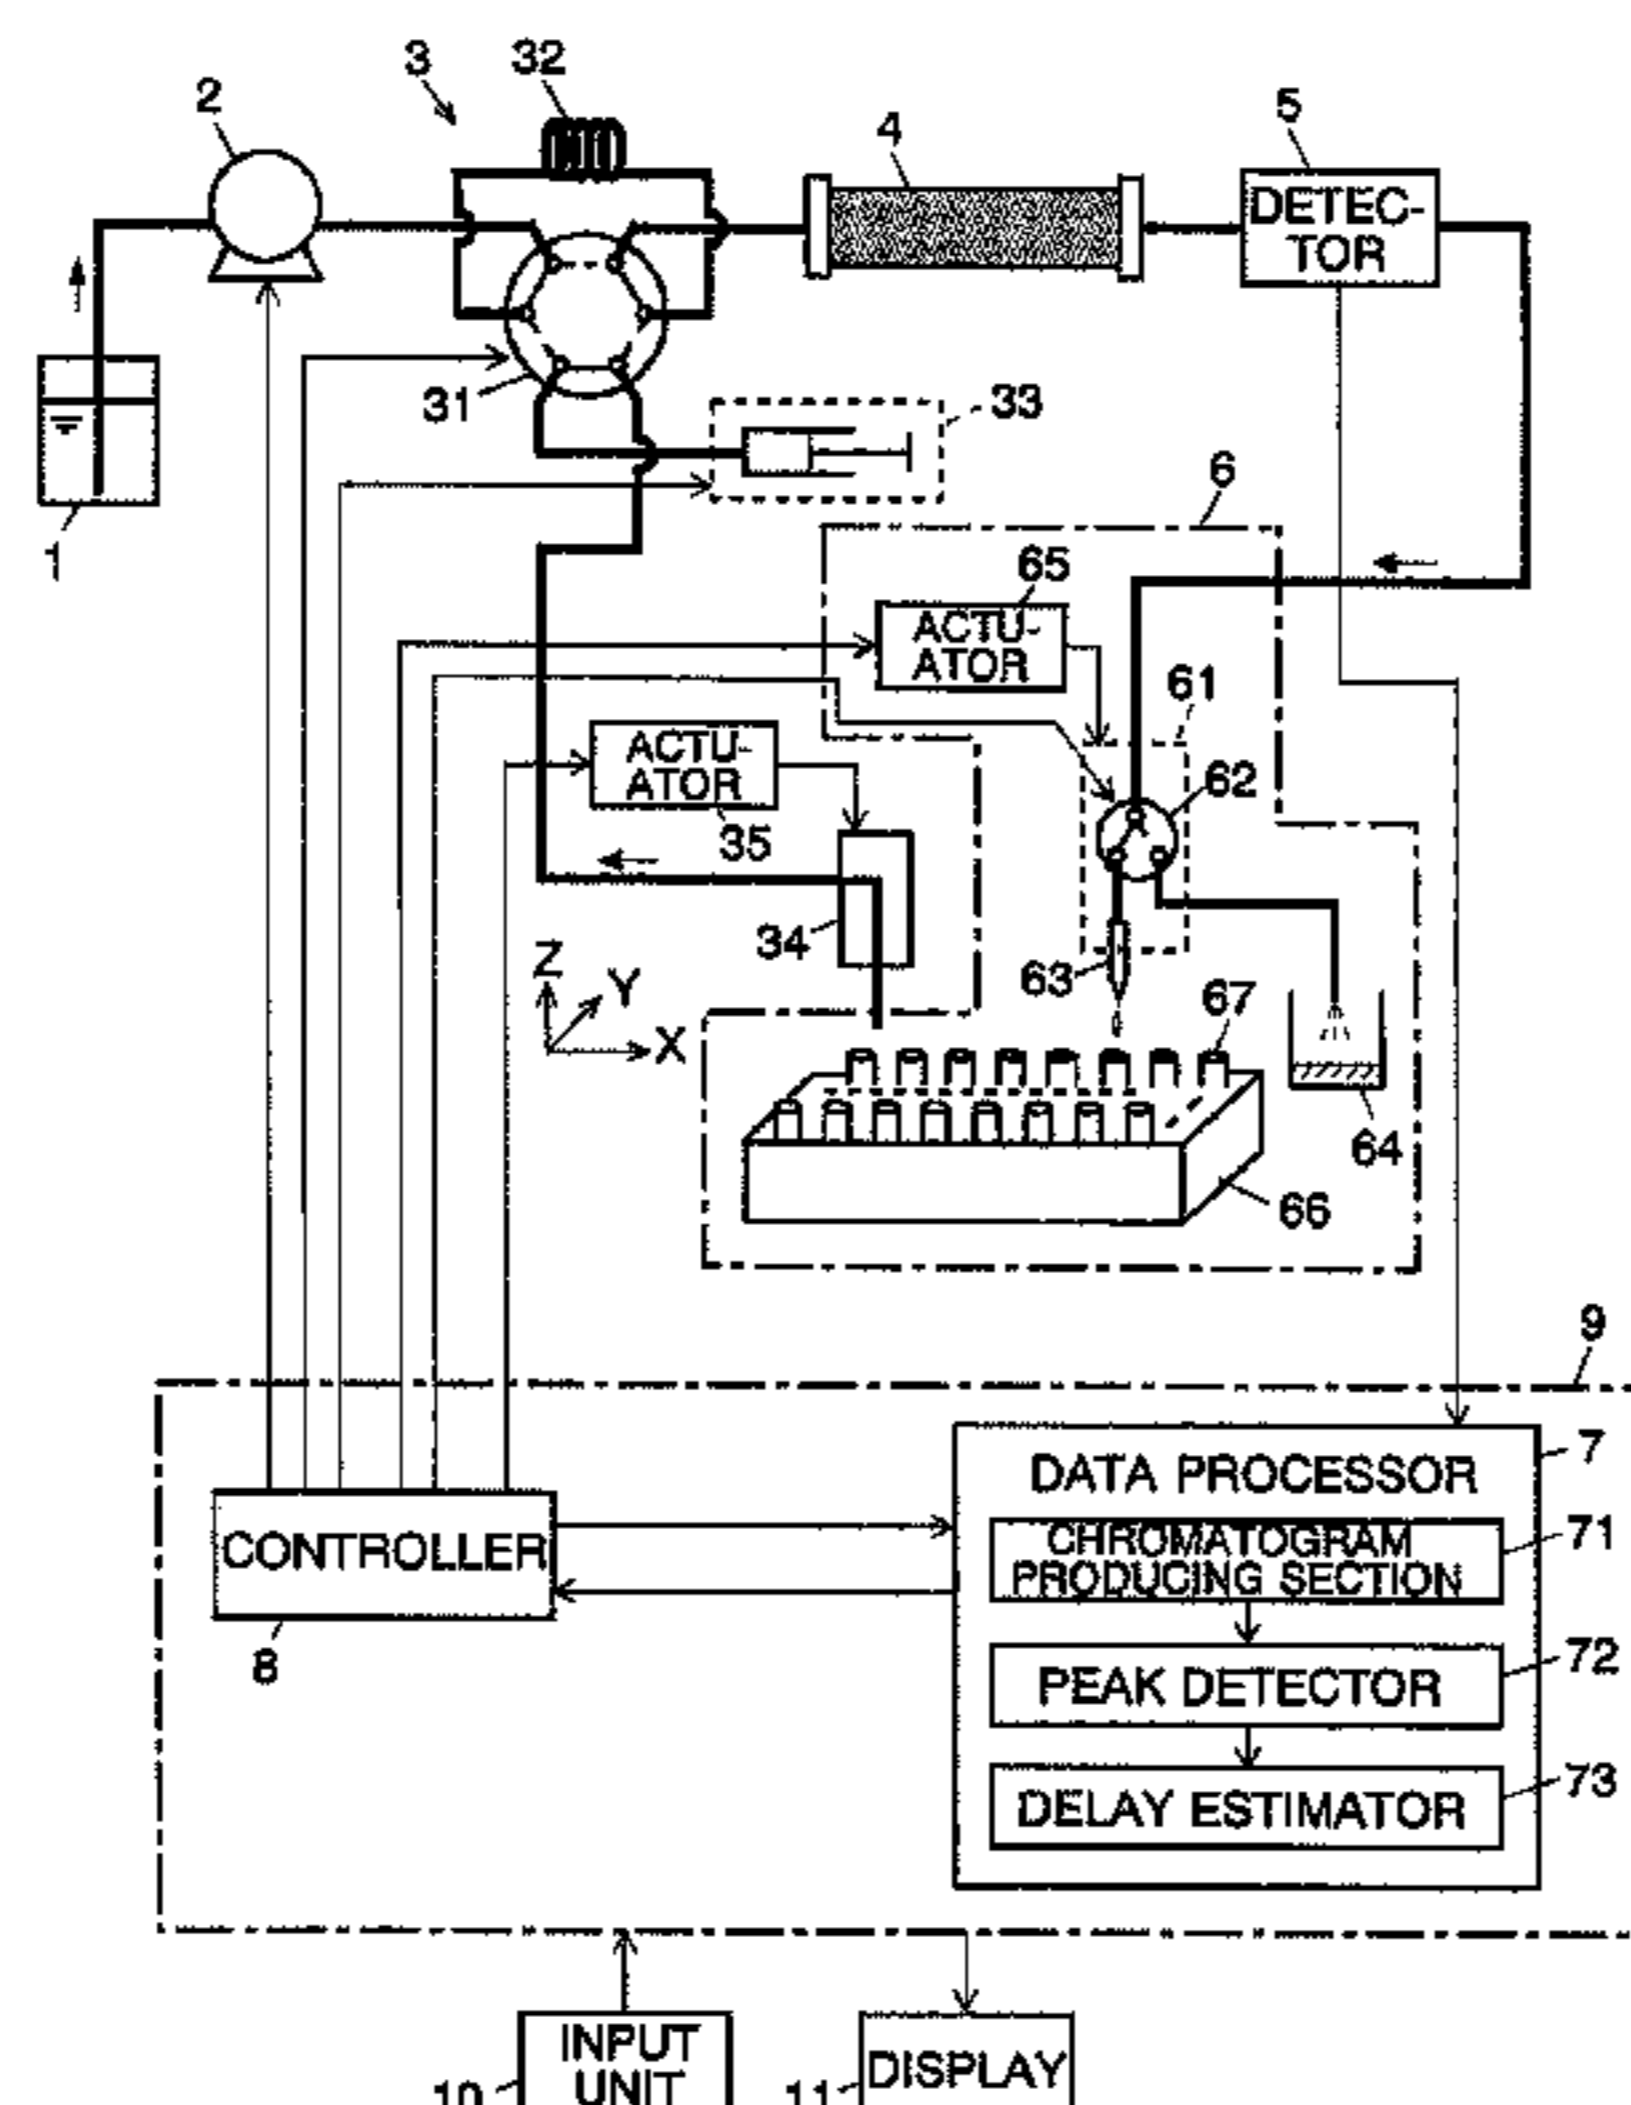 3
32
2
4
5
DETEC-
TOR
31
33
1
6
65
ACTU-
ATOR
61
ACTU-
ATOR
62
35
34
Z
Y
X
63
67
64
66
9
7
DATA PROCESSOR
71
CHROMATOGRAM
PRODUCING SECTION
CONTROLLER
8
72
PEAK DETECTOR
73
DELAY ESTIMATOR
INPUT
UNIT
10
DISPLAY
11